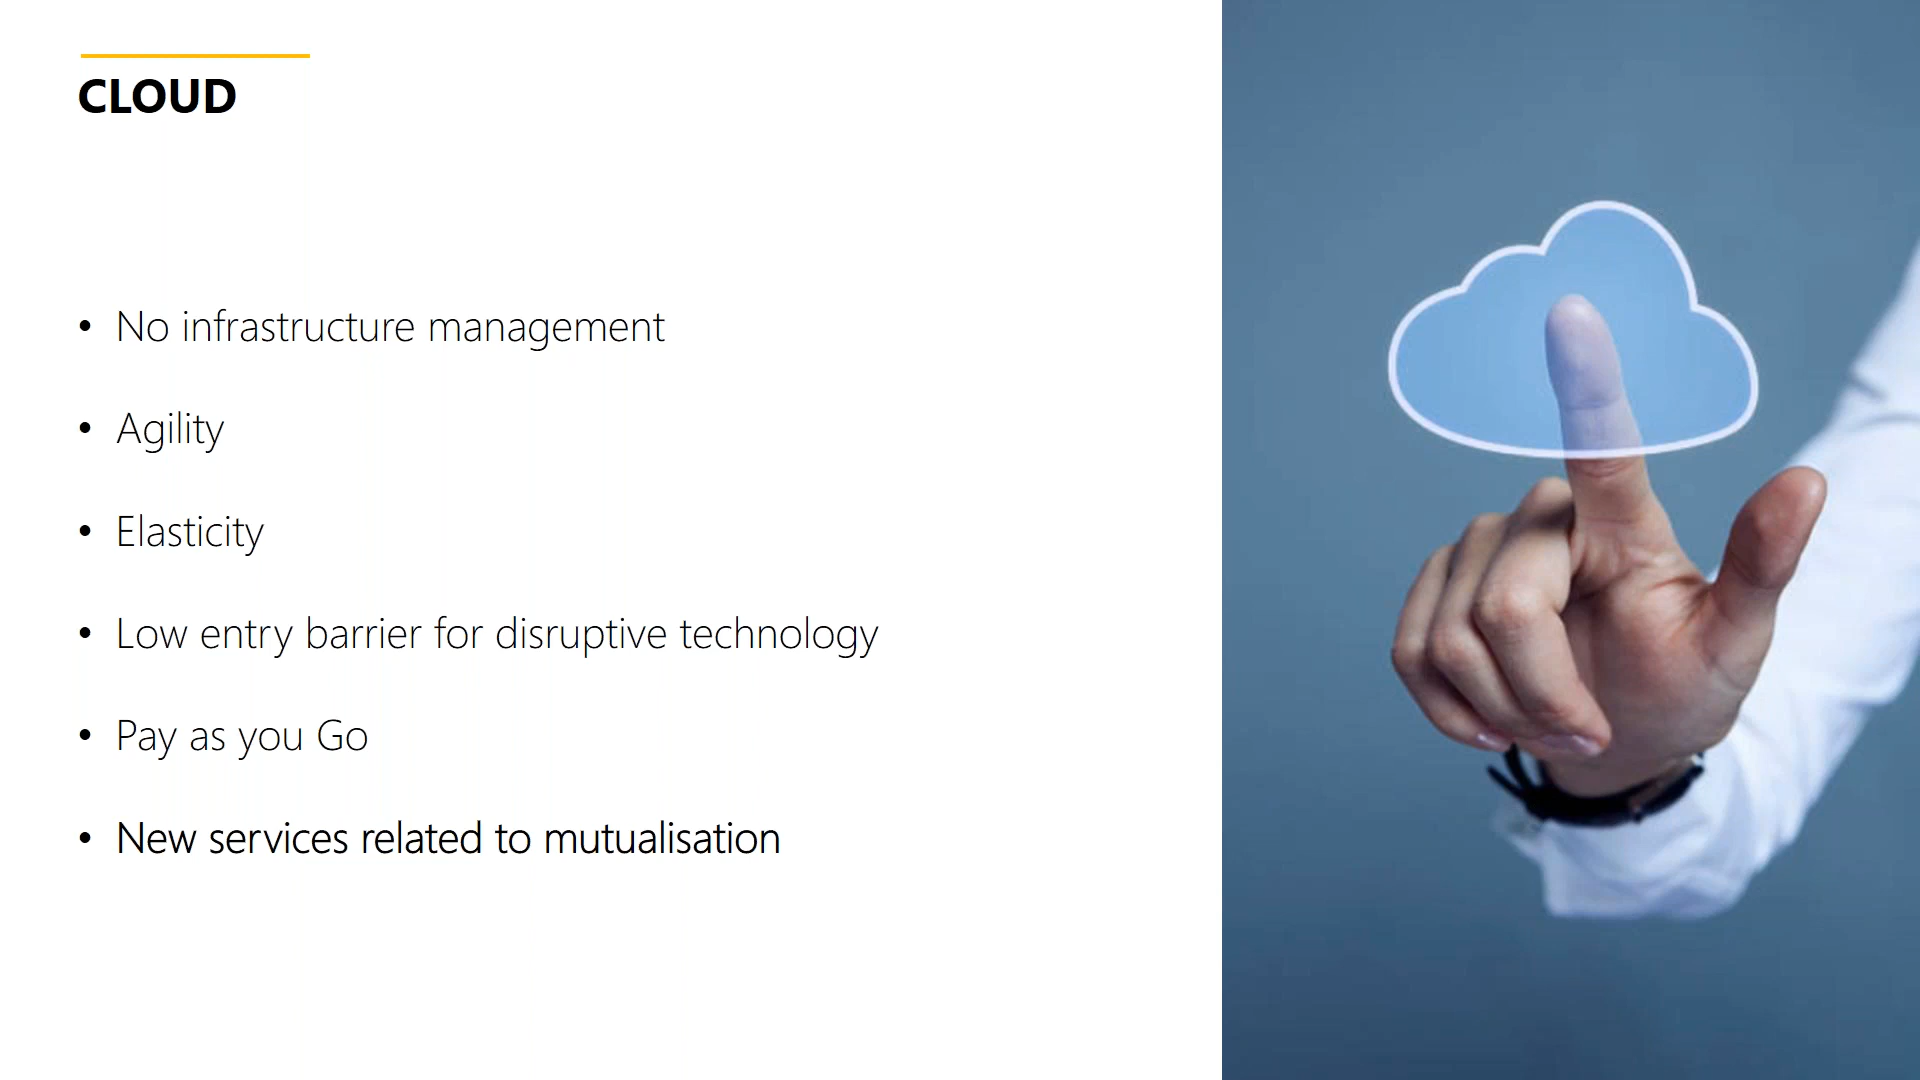 CLOUD
• No infrastructure management
• Agility
• Elasticity
• Low entry barrier for disruptive technology
• Pay as you Go
• New services related to mutualisation